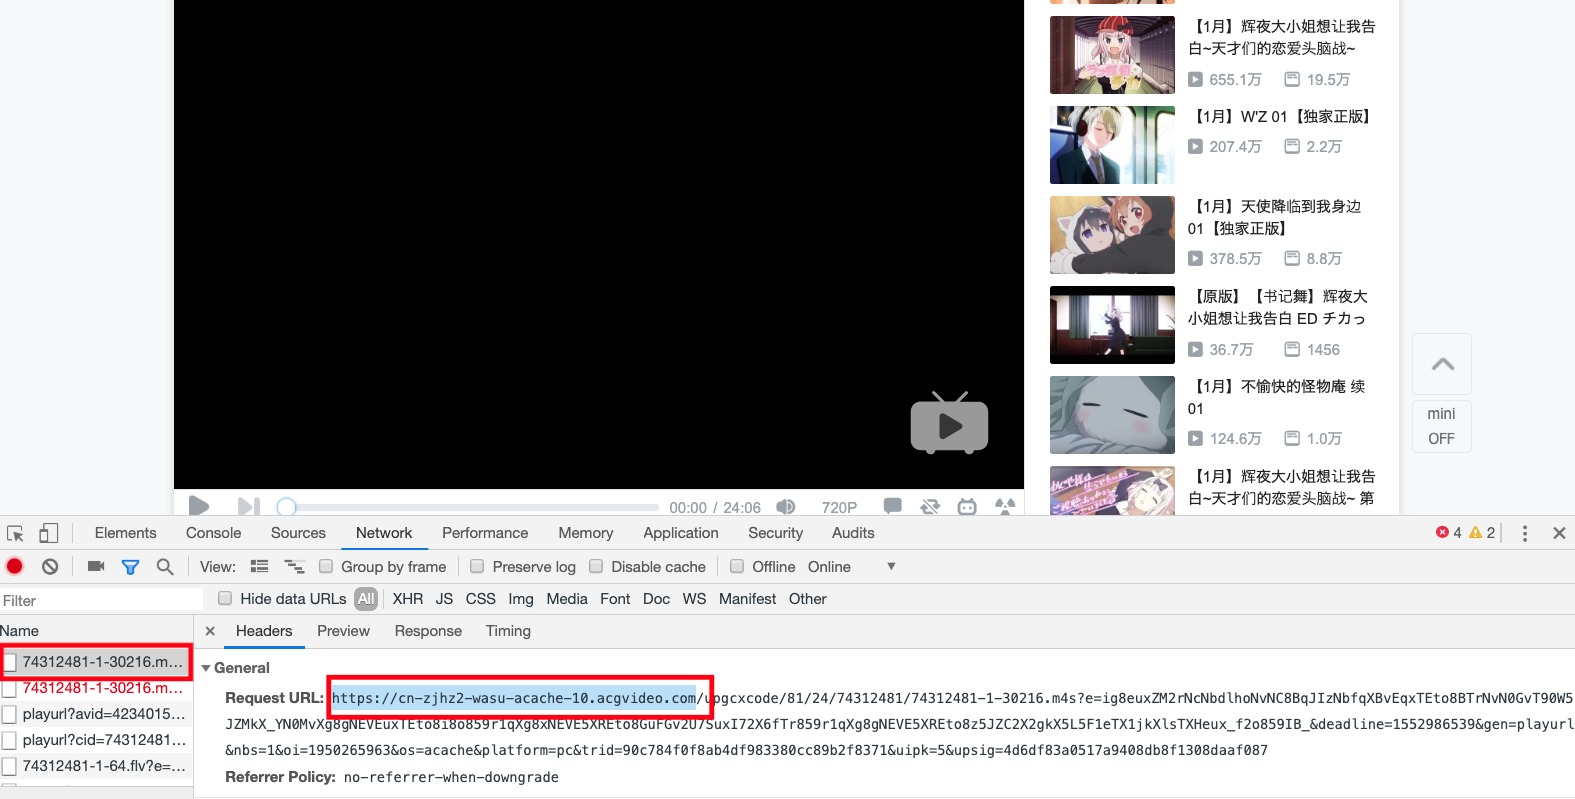 【1月】辉夜大小姐想让我告
白~天才们的恋爱头脑战~
655.1万 19.5万
【1月】W'Z 01【独家正版】
207.4万 2.2万
【1月】天使降临到我身边
01【独家正版】
378.5万 8.8万
【原版】【书记舞】辉夜大
小姐想让我告白 ED チカっ
36.7万 1456
【1月】不愉快的怪物庵 续
01
124.6万 1.0万
【1月】辉夜大小姐想让我告
白~天才们的恋爱头脑战~ 第
mini
OFF
00:00 / 24:06 720P
Elements Console Sources Network Performance Memory Application Security Audits 4 2
View: Group by frame Preserve log Disable cache Offline Online
Filter Hide data URLs All XHR JS CSS Img Media Font Doc WS Manifest Other
Name Headers Preview Response Timing
74312481-1-30216.m...
74312481-1-30216.m...
playurl?avid=4234015...
playurl?cid=74312481...
74312481-1-64.flv?e=...
General
Request URL: https://cn-zjhz2-wasu-acache-10.acgvideo.com/upgcxcode/81/24/74312481/74312481-1-30216.m4s?e=ig8euxZM2rNcNbdlhoNvNC8BqJIzNbfqXBvEqxTEto8BTrNvN0GvT90W5
JZMkX_YN0MvXg8gNEVEuxTEto8i8o859r1qXg8xNEVE5XREto8GuFGv2U7SuxI72X6fTr859r1qXg8gNEVE5XREto8z5JZC2X2gkX5L5F1eTX1jkXlsTXHeux_f2o859IB_&deadline=1552986539&gen=playurl
&nbs=1&oi=1950265963&os=acache&platform=pc&trid=90c784f0f8ab4df983380cc89b2f8371&uipk=5&upsig=4d6df83a0517a9408db8f1308daaf087
Referrer Policy: no-referrer-when-downgrade